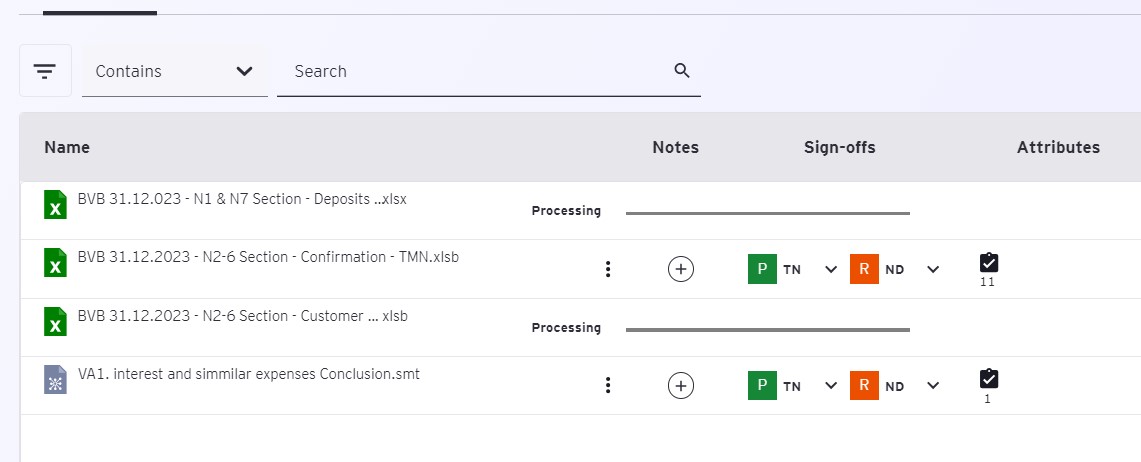 Contains
Search
Name Notes Sign-offs Attributes
BVB 31.12.023 - N1 & N7 Section - Deposits ..xlsx
Processing
BVB 31.12.2023 - N2-6 Section - Confirmation - TMN.xlsb
P TN R ND
11
BVB 31.12.2023 - N2-6 Section - Customer ... xlsb
Processing
VA1. interest and simmilar expenses Conclusion.smt
P TN R ND
1